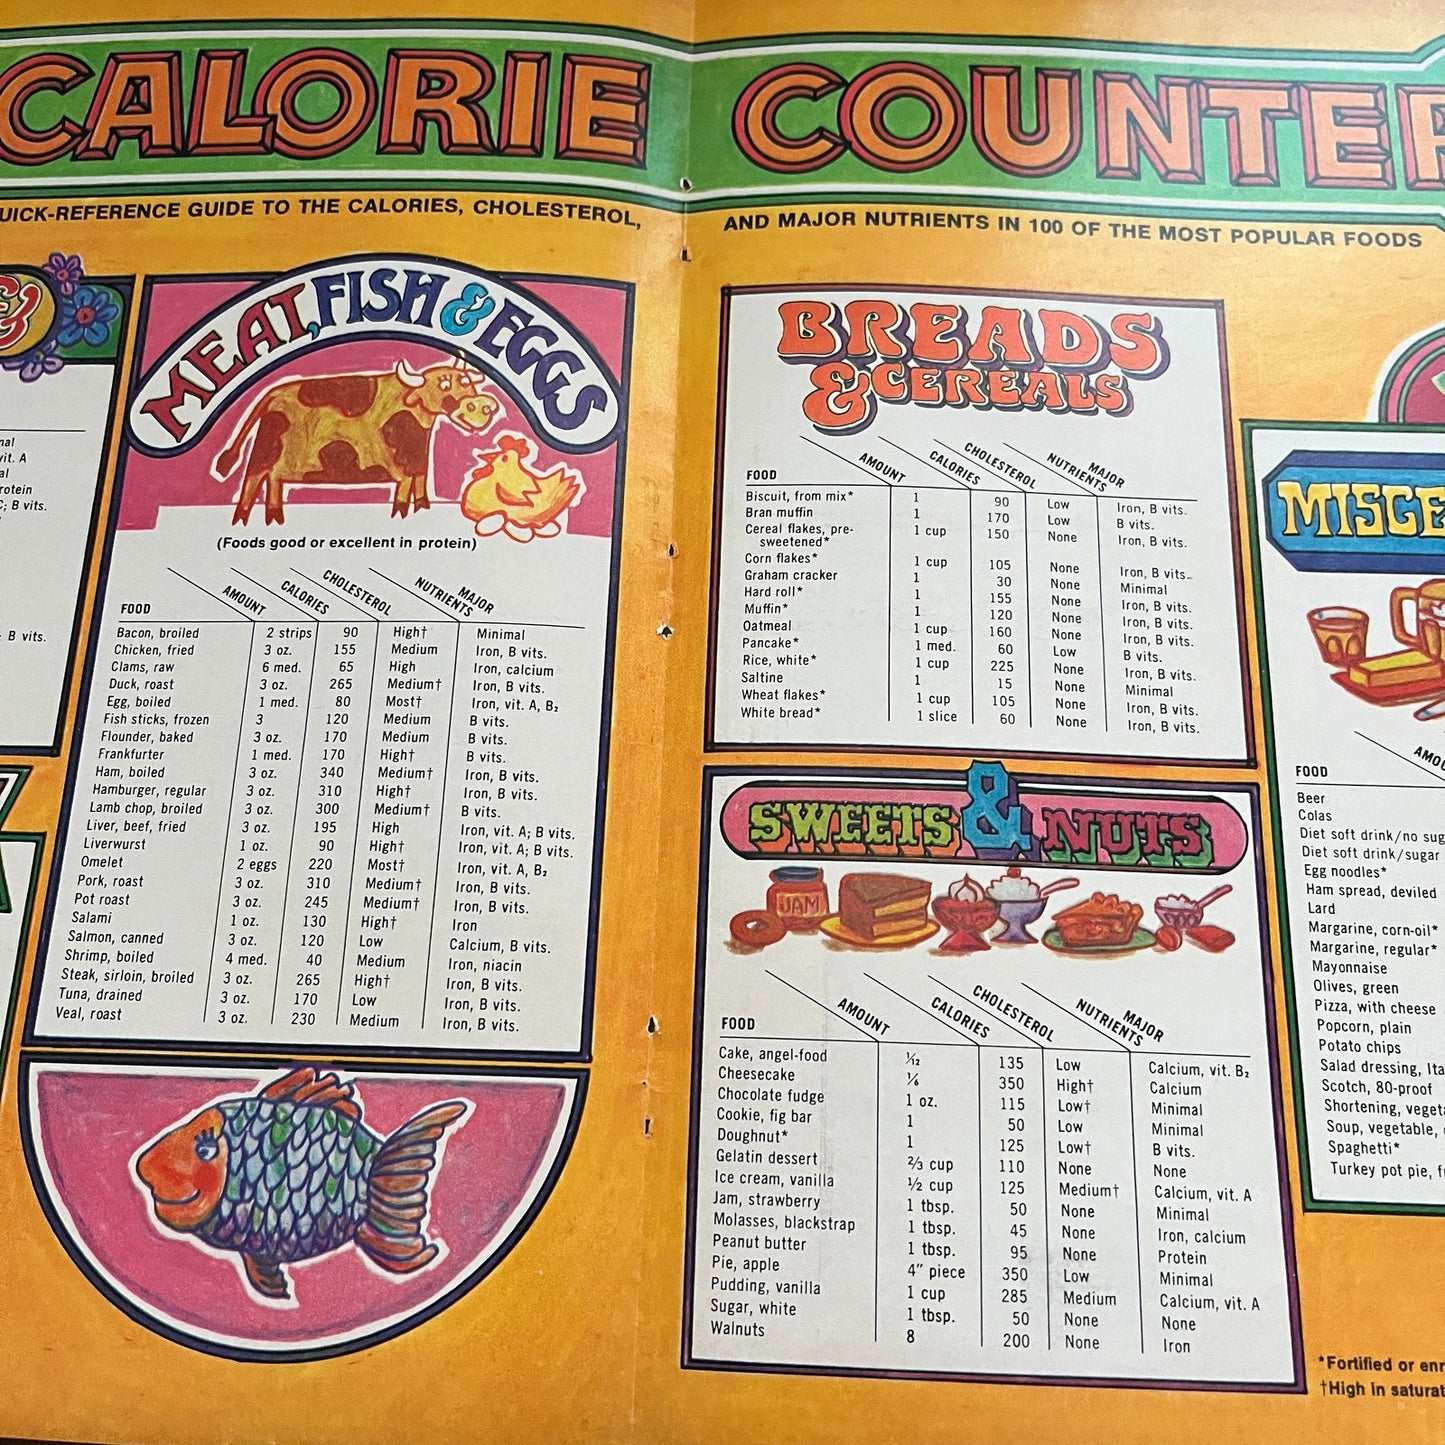 CALORIE COUNTER
QUICK-REFERENCE GUIDE TO THE CALORIES, CHOLESTEROL, AND MAJOR NUTRIENTS IN 100 OF THE MOST POPULAR FOODS
vit. A
B vits.
B vits.
MEAT, FISH & EGGS
(Foods good or excellent in protein)
FOOD AMOUNT CALORIES CHOLESTEROL MAJOR NUTRIENTS
Bacon, broiled 2 strips 90 High† Minimal
Chicken, fried 3 oz. 155 Medium Iron, B vits.
Clams, raw 6 med. 65 High Iron, calcium
Duck, roast 3 oz. 265 Medium† Iron, B vits.
Egg, boiled 1 med. 80 Most† Iron, vit. A, B₂
Fish sticks, frozen 3 120 Medium B vits.
Flounder, baked 3 oz. 170 Medium B vits.
Frankfurter 1 med. 170 High† B vits.
Ham, boiled 3 oz. 340 Medium† Iron, B vits.
Hamburger, regular 3 oz. 310 High† Iron, B vits.
Lamb chop, broiled 3 oz. 300 Medium† B vits.
Liver, beef, fried 3 oz. 195 High Iron, vit. A; B vits.
Liverwurst 1 oz. 90 High† Iron, vit. A; B vits.
Omelet 2 eggs 220 Most† Iron, vit. A, B₂
Pork, roast 3 oz. 310 Medium† Iron, B vits.
Pot roast 3 oz. 245 Medium† Iron, B vits.
Salami 1 oz. 130 High† Iron
Salmon, canned 3 oz. 120 Low Calcium, B vits.
Shrimp, boiled 4 med. 40 Medium Iron, niacin
Steak, sirloin, broiled 3 oz. 265 High† Iron, B vits.
Tuna, drained 3 oz. 170 Low Iron, B vits.
Veal, roast 3 oz. 230 Medium Iron, B vits.
BREADS
& CEREALS
FOOD AMOUNT CALORIES CHOLESTEROL MAJOR NUTRIENTS
Biscuit, from mix* 1 90 Low Iron, B vits.
Bran muffin 1 170 Low B vits.
Cereal flakes, pre-
sweetened* 1 cup 150 None Iron, B vits.
Corn flakes* 1 cup 105 None Iron, B vits.
Graham cracker 1 30 None Minimal
Hard roll* 1 155 None Iron, B vits.
Muffin* 1 120 None Iron, B vits.
Oatmeal 1 cup 160 None Iron, B vits.
Pancake* 1 med. 60 Low B vits.
Rice, white* 1 cup 225 None Iron, B vits.
Saltine 1 15 None Minimal
Wheat flakes* 1 cup 105 None Iron, B vits.
White bread* 1 slice 60 None Iron, B vits.
SWEETS & NUTS
JAM
FOOD AMOUNT CALORIES CHOLESTEROL MAJOR NUTRIENTS
Cake, angel-food 1/12 135 Low Calcium, vit. B₂
Cheesecake 1/6 350 High† Calcium
Chocolate fudge 1 oz. 115 Low† Minimal
Cookie, fig bar 1 50 Low Minimal
Doughnut* 1 125 Low† B vits.
Gelatin dessert 2/3 cup 110 None None
Ice cream, vanilla 1/2 cup 125 Medium† Calcium, vit. A
Jam, strawberry 1 tbsp. 50 None Minimal
Molasses, blackstrap 1 tbsp. 45 None Iron, calcium
Peanut butter 1 tbsp. 95 None Protein
Pie, apple 4" piece 350 Low Minimal
Pudding, vanilla 1 cup 285 Medium Calcium, vit. A
Sugar, white 1 tbsp. 50 None None
Walnuts 8 200 None Iron
FOOD
Beer
Colas
Diet soft drink/no
Diet soft drink/sugar
Egg noodles*
Ham spread, deviled
Lard
Margarine, corn-oil*
Margarine, regular*
Mayonnaise
Olives, green
Pizza, with cheese
Popcorn, plain
Potato chips
Salad dressing,
Scotch, 80-proof
Shortening,
Soup, vegetable,
Spaghetti*
Turkey pot pie,
*Fortified or
†High in